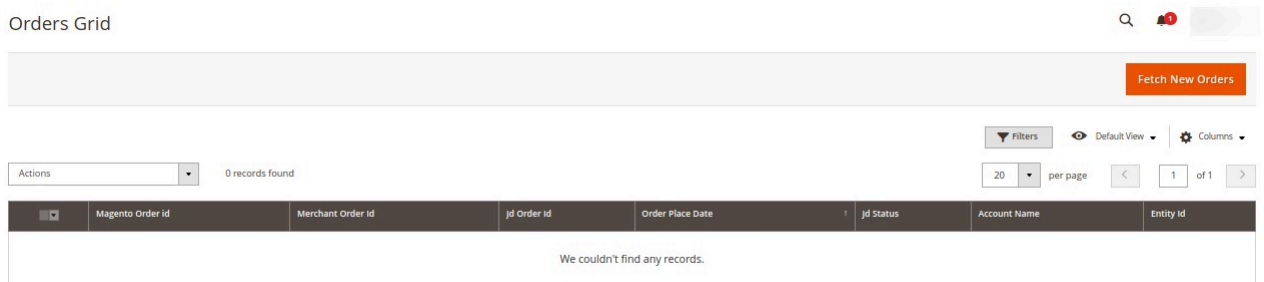 Orders Grid
1
Fetch New Orders
Filters
Default View
Columns
Actions
0 records found
20
per page
1
of 1
Magento Order id
Merchant Order Id
Jd Order Id
Order Place Date
Jd Status
Account Name
Entity Id
We couldn't find any records.